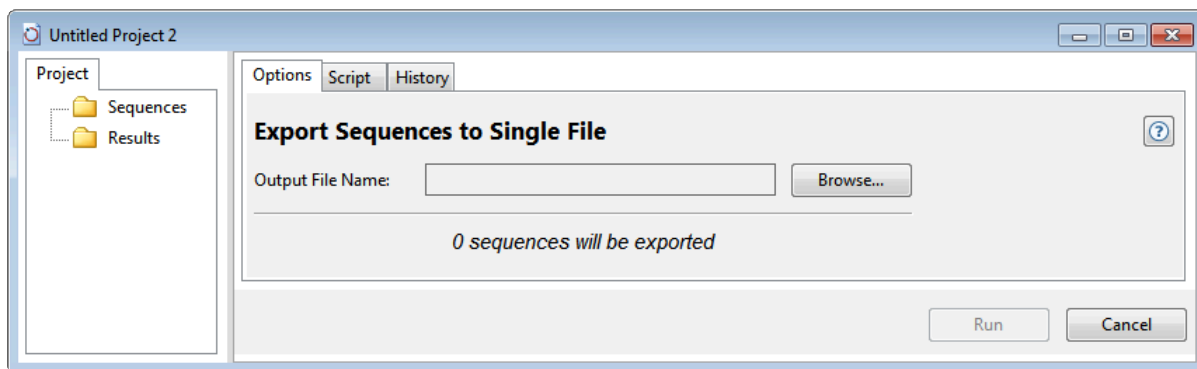 Untitled Project 2
Project
Sequences
Results
Options Script History
Export Sequences to Single File
?
Output File Name: Browse...
0 sequences will be exported
Run Cancel